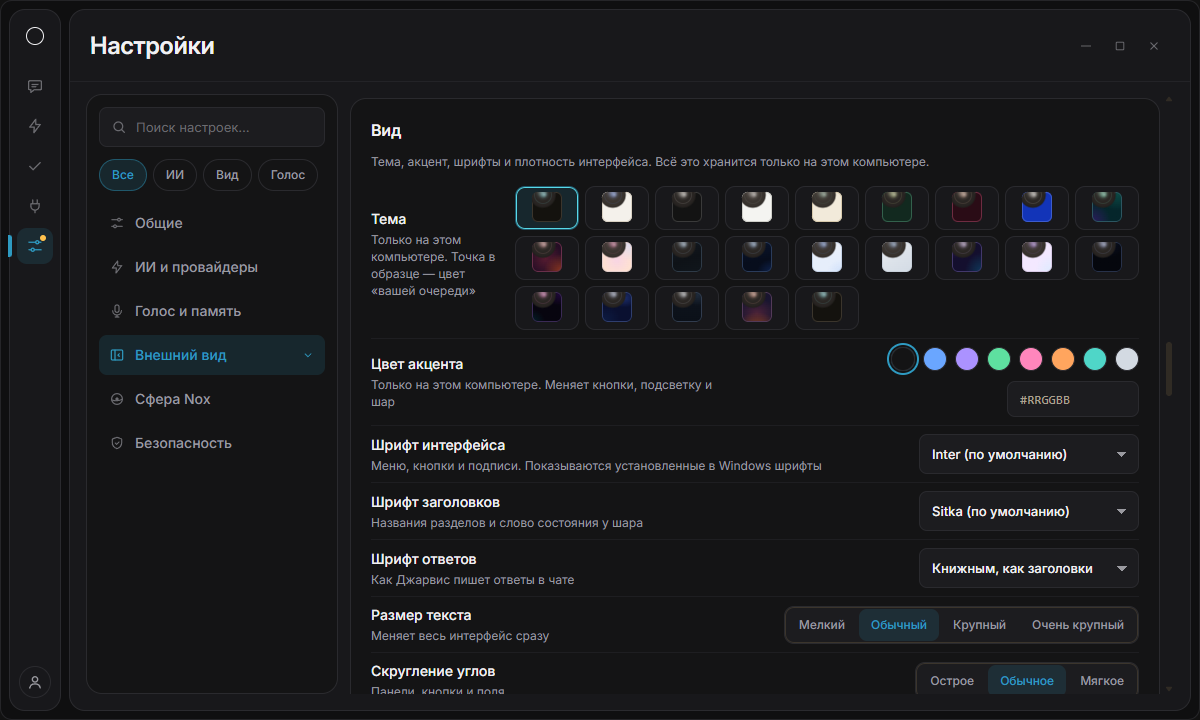 Настройки
Поиск настроек...
Все
ИИ
Вид
Голос
Общие
ИИ и провайдеры
Голос и память
Внешний вид
Сфера Nox
Безопасность
Вид
Тема, акцент, шрифты и плотность интерфейса. Всё это хранится только на этом компьютере.
Тема
Только на этом
компьютере. Точка в
образце — цвет
«вашей очереди»
Цвет акцента
Только на этом компьютере. Меняет кнопки, подсветку и
шар
#RRGGBB
Шрифт интерфейса
Меню, кнопки и подписи. Показываются установленные в Windows шрифты
Inter (по умолчанию)
Шрифт заголовков
Названия разделов и слово состояния у шара
Sitka (по умолчанию)
Шрифт ответов
Как Джарвис пишет ответы в чате
Книжным, как заголовки
Размер текста
Меняет весь интерфейс сразу
Мелкий
Обычный
Крупный
Очень крупный
Скругление углов
Панели, кнопки и поля
Острое
Обычное
Мягкое